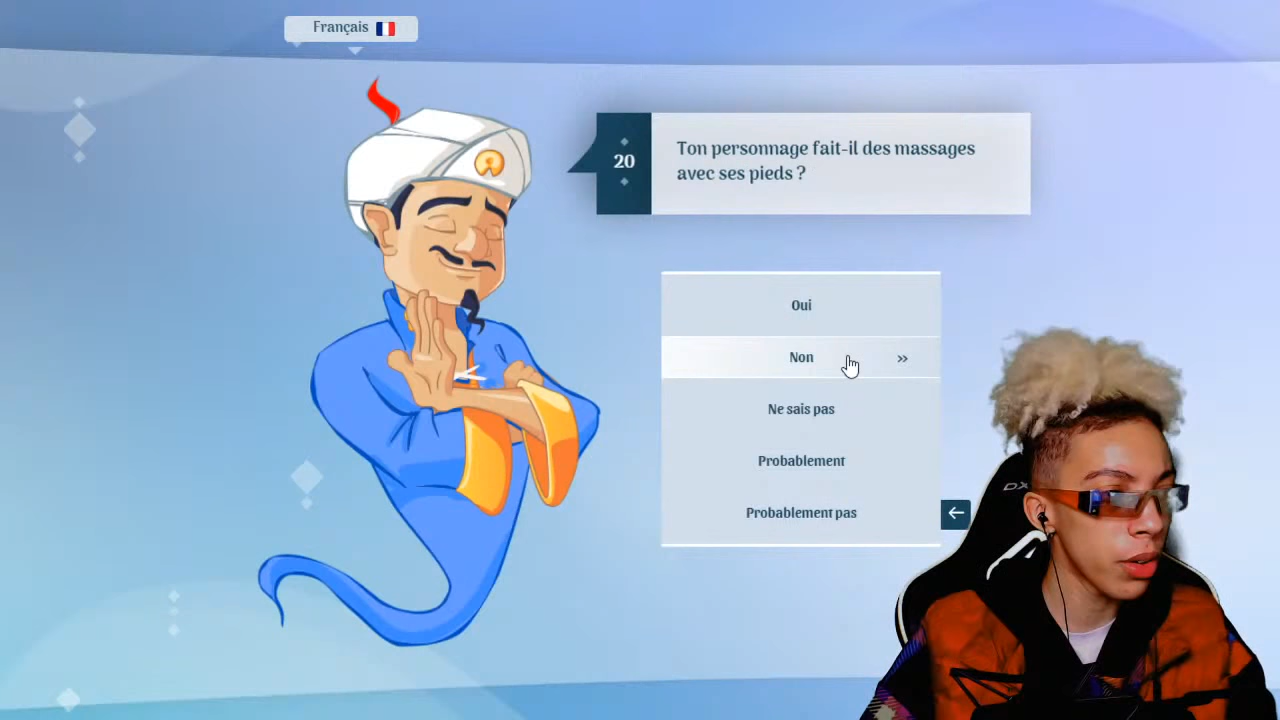 Français
20
Ton personnage fait-il des massages
avec ses pieds ?
Oui
Non »
Ne sais pas
Probablement
Probablement pas
DX